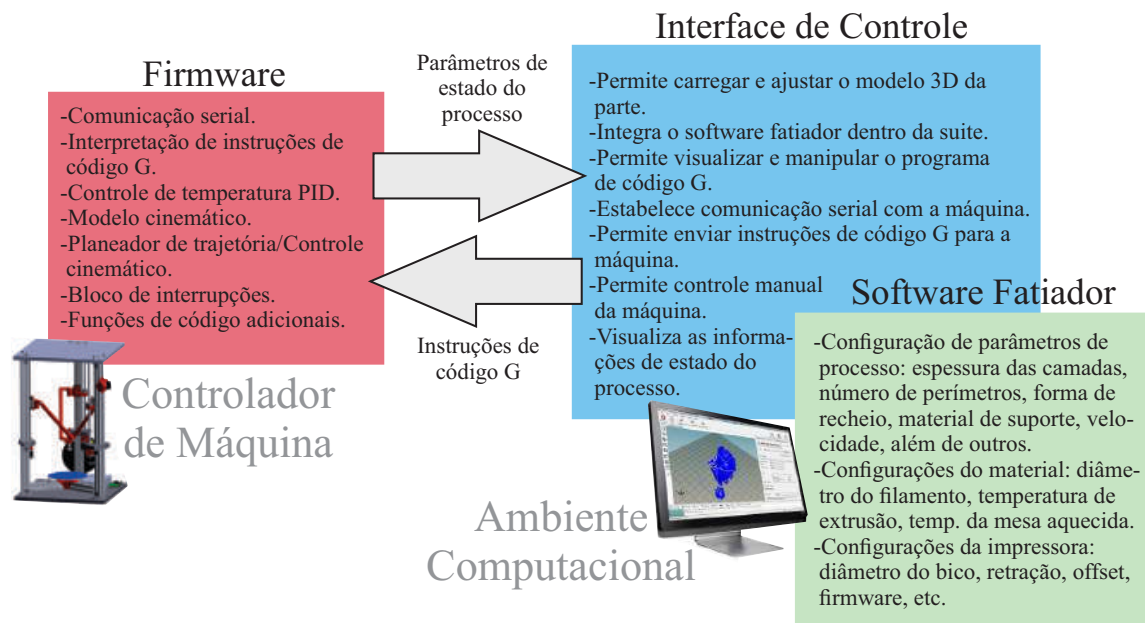 Firmware
-Comunicação serial.
-Interpretação de instruções de
código G.
-Controle de temperatura PID.
-Modelo cinemático.
-Planeador de trajetória/Controle
cinemático.
-Bloco de interrupções.
-Funções de código adicionais.
Controlador
de Máquina
Parâmetros de
estado do
processo
Instruções de
código G
Interface de Controle
-Permite carregar e ajustar o modelo 3D da
parte.
-Integra o software fatiador dentro da suite.
-Permite visualizar e manipular o programa
de código G.
-Estabelece comunicação serial com a máquina.
-Permite enviar instruções de código G para a
máquina.
-Permite controle manual
da máquina.
-Visualiza as informa-
ções de estado do
processo.
Software Fatiador
-Configuração de parâmetros de
processo: espessura das camadas,
número de perímetros, forma de
recheio, material de suporte, velo-
cidade, além de outros.
-Configurações do material: diâme-
tro do filamento, temperatura de
extrusão, temp. da mesa aquecida.
-Configurações da impressora:
diâmetro do bico, retração, offset,
firmware, etc.
Ambiente
Computacional